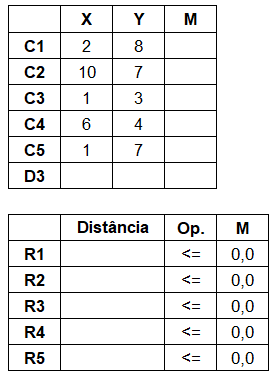 X Y M
C1 2 8
C2 10 7
C3 1 3
C4 6 4
C5 1 7
D3
Distância Op. M
R1 <= 0,0
R2 <= 0,0
R3 <= 0,0
R4 <= 0,0
R5 <= 0,0